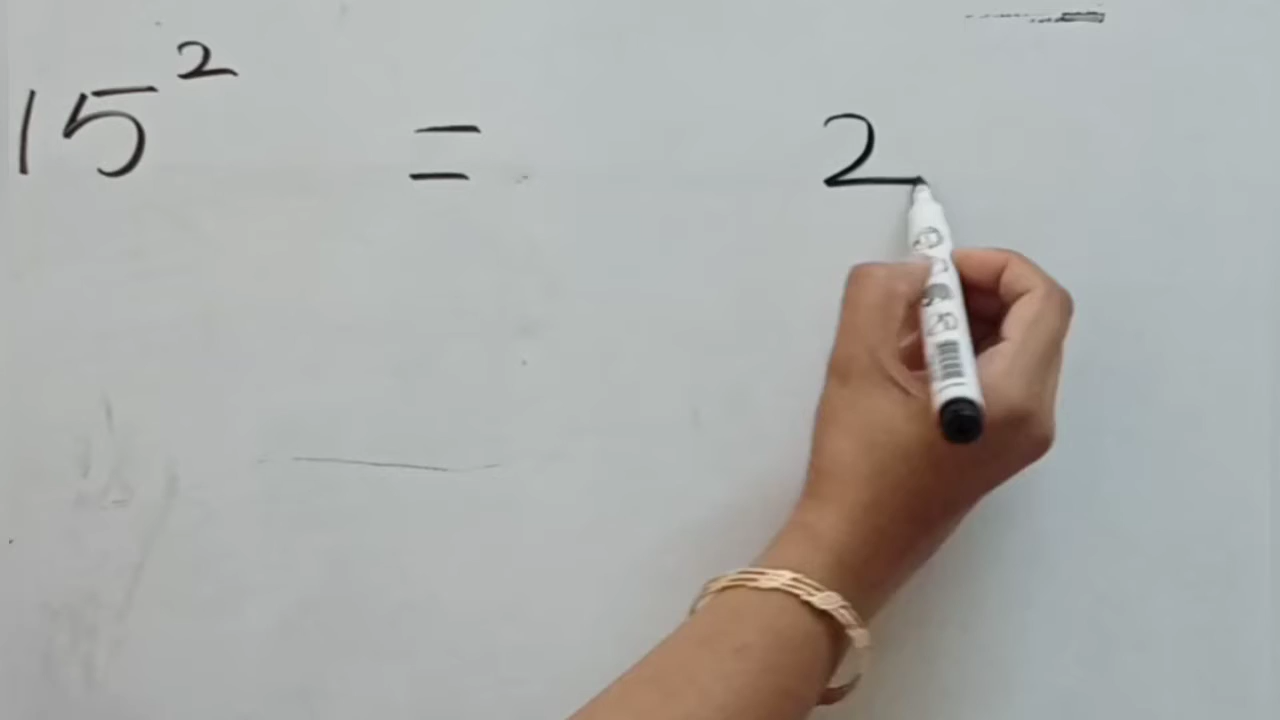 15² = 2